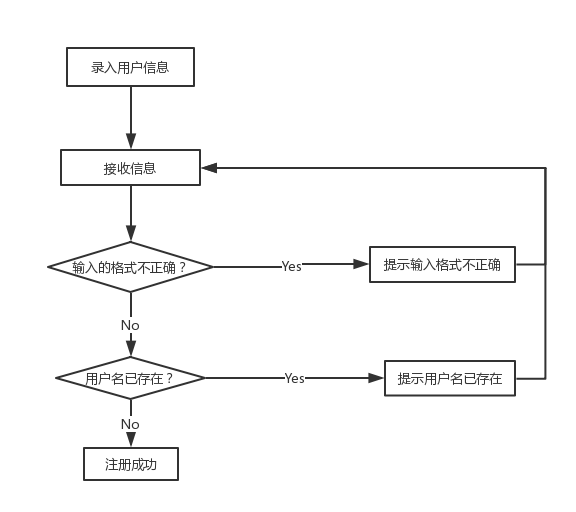 录入用户信息
接收信息
输入的格式不正确？
Yes
提示输入格式不正确
No
用户名已存在？
Yes
提示用户名已存在
No
注册成功